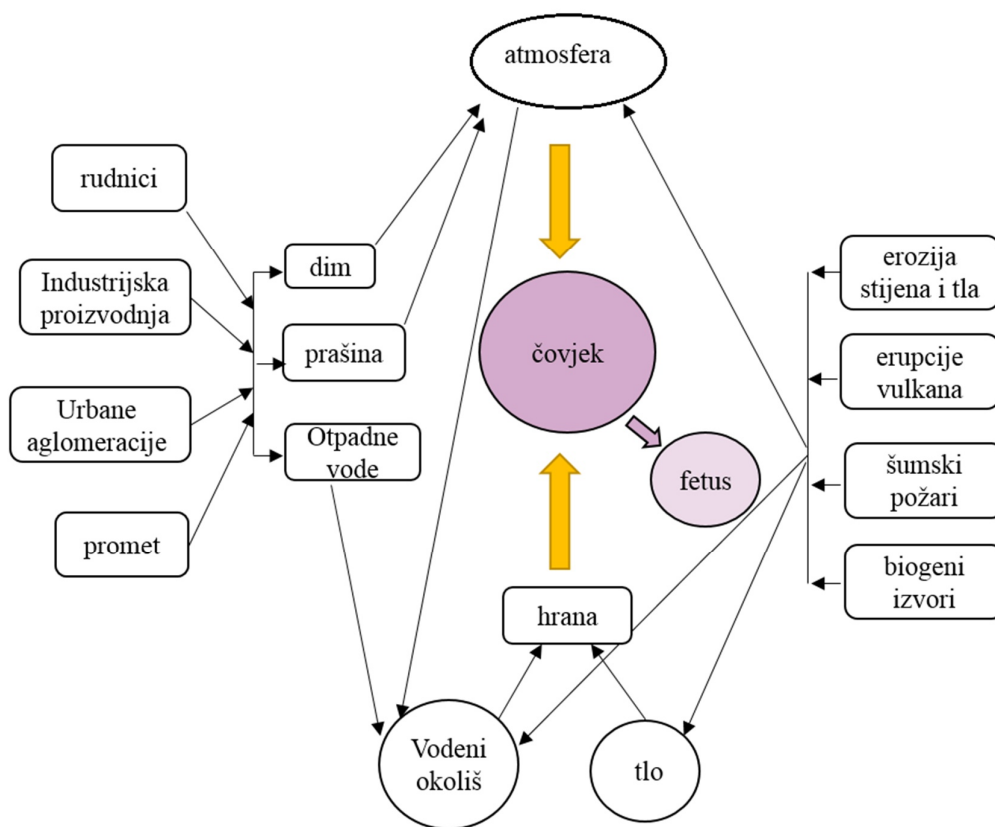 atmosfera
rudnici
Industrijska
proizvodnja
Urbane
aglomeracije
promet
dim
prašina
Otpadne
vode
čovjek
fetus
hrana
Vodeni
okoliš
tlo
erozija
stijena i tla
erupcije
vulkana
šumski
požari
biogeni
izvori